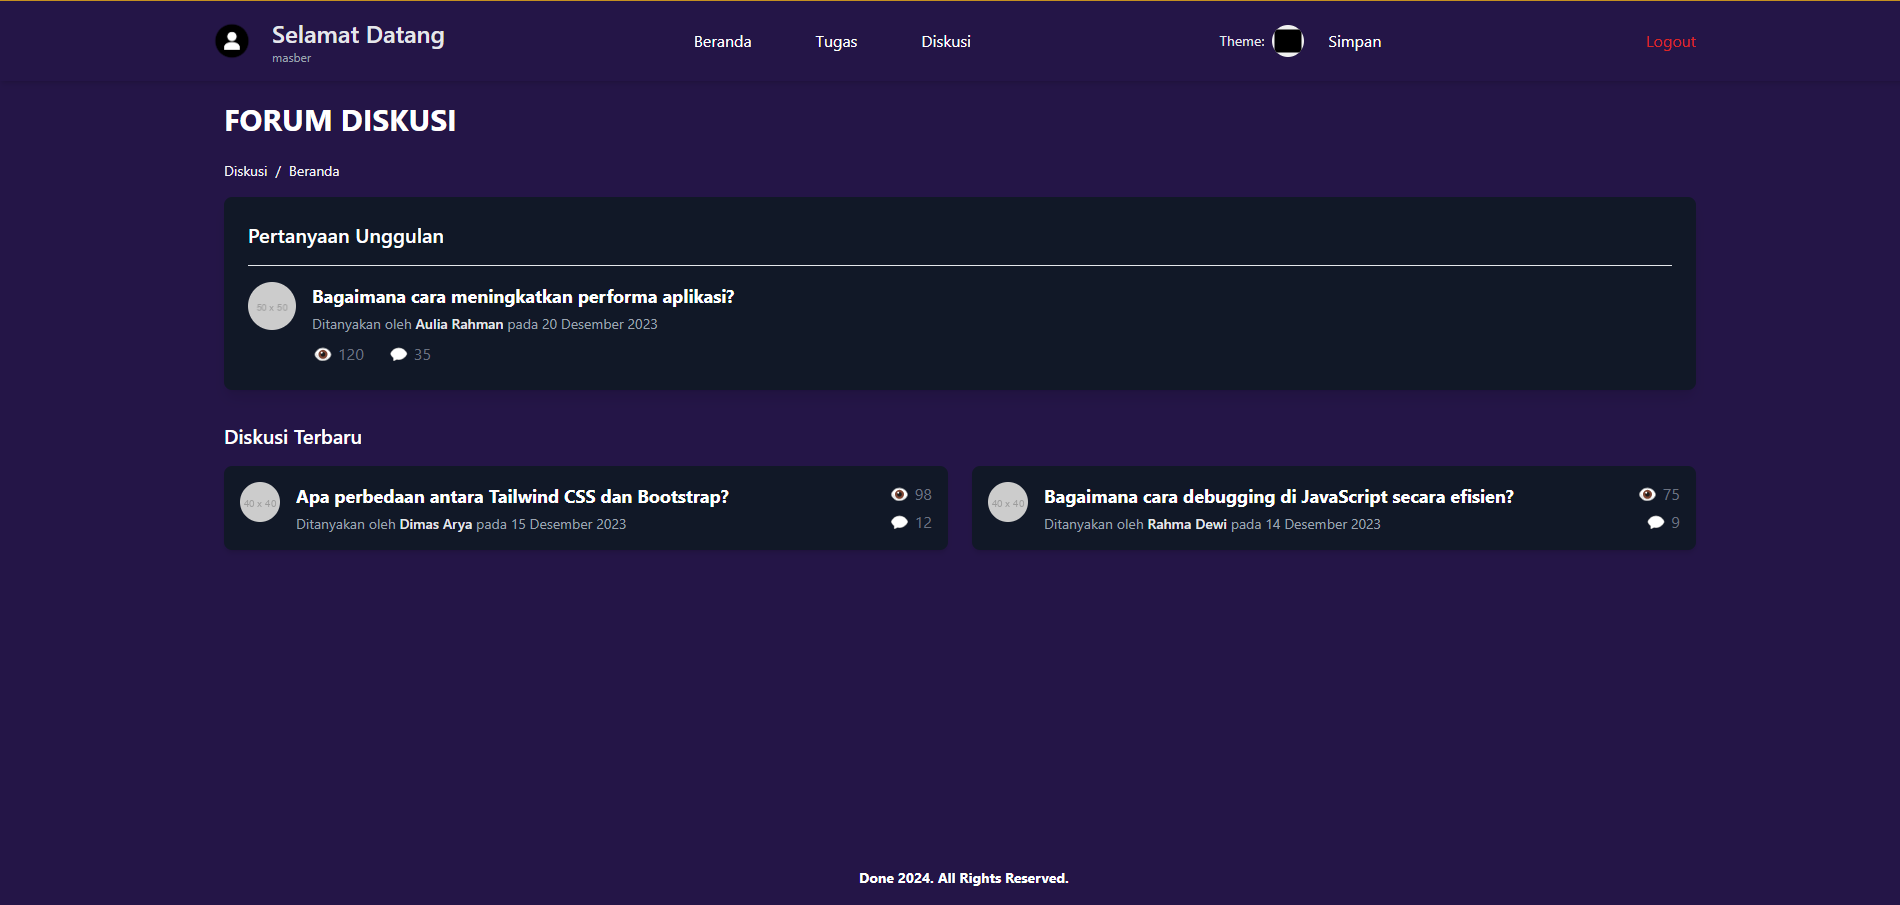 Selamat Datang
masber
Beranda
Tugas
Diskusi
Theme:
Simpan
Logout
FORUM DISKUSI
Diskusi / Beranda
Pertanyaan Unggulan
50 x 50
Bagaimana cara meningkatkan performa aplikasi?
Ditanyakan oleh Aulia Rahman pada 20 Desember 2023
120
35
Diskusi Terbaru
40 x 40
Apa perbedaan antara Tailwind CSS dan Bootstrap?
Ditanyakan oleh Dimas Arya pada 15 Desember 2023
98
12
40 x 40
Bagaimana cara debugging di JavaScript secara efisien?
Ditanyakan oleh Rahma Dewi pada 14 Desember 2023
75
9
Done 2024. All Rights Reserved.